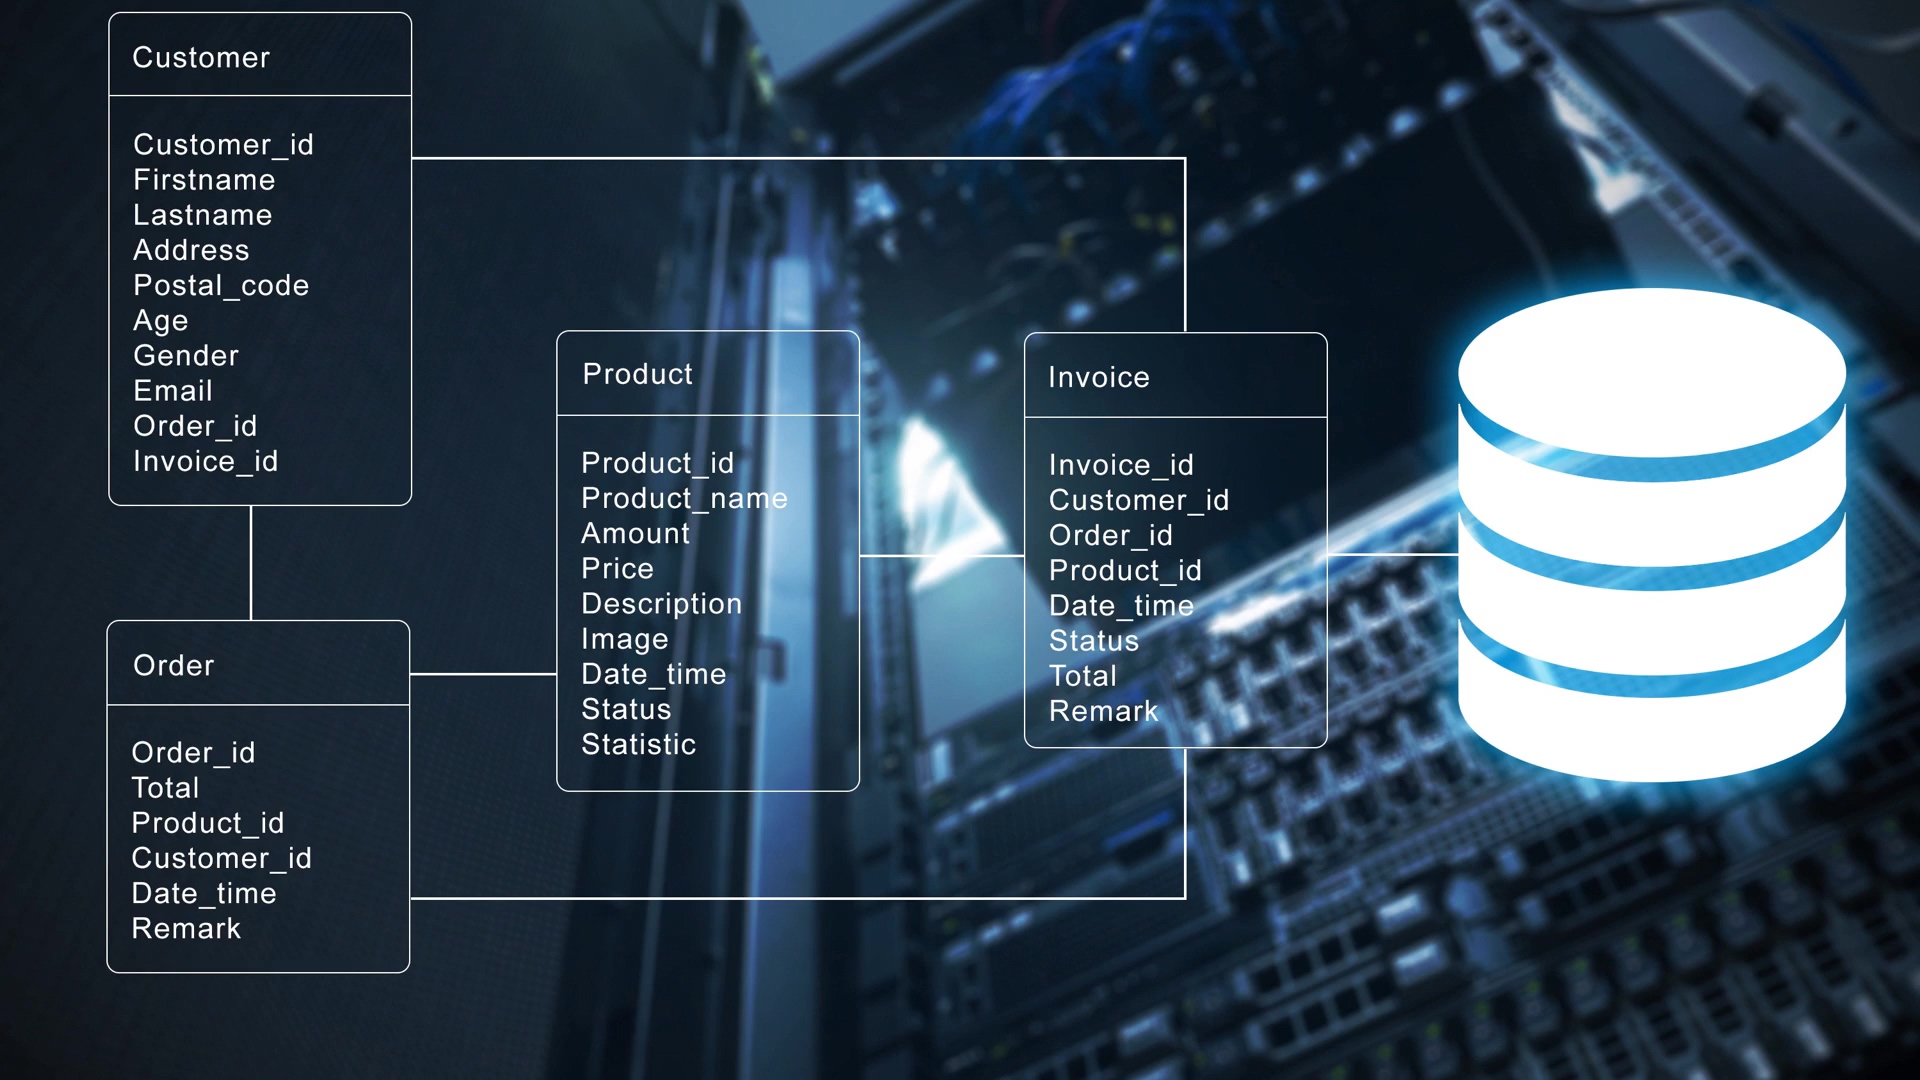 Customer
Customer_id
Firstname
Lastname
Address
Postal_code
Age
Gender
Email
Order_id
Invoice_id
Order
Order_id
Total
Product_id
Customer_id
Date_time
Remark
Product
Product_id
Product_name
Amount
Price
Description
Image
Date_time
Status
Statistic
Invoice
Invoice_id
Customer_id
Order_id
Product_id
Date_time
Status
Total
Remark